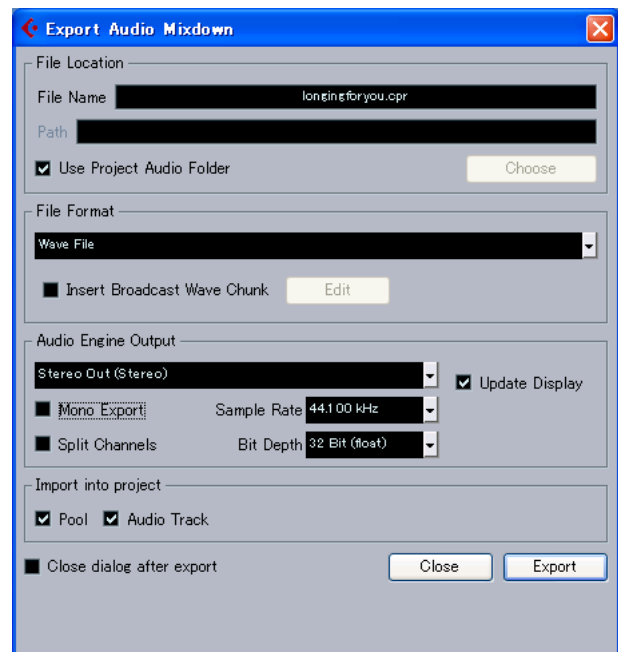 Export Audio Mixdown
File Location
File Name longingforyou.cpr
Path
Use Project Audio Folder Choose
File Format
Wave File
Insert Broadcast Wave Chunk Edit
Audio Engine Output
Stereo Out (Stereo)
Update Display
Mono Export Sample Rate 44.100 kHz
Split Channels Bit Depth 32 Bit (float)
Import into project
Pool Audio Track
Close dialog after export Close Export